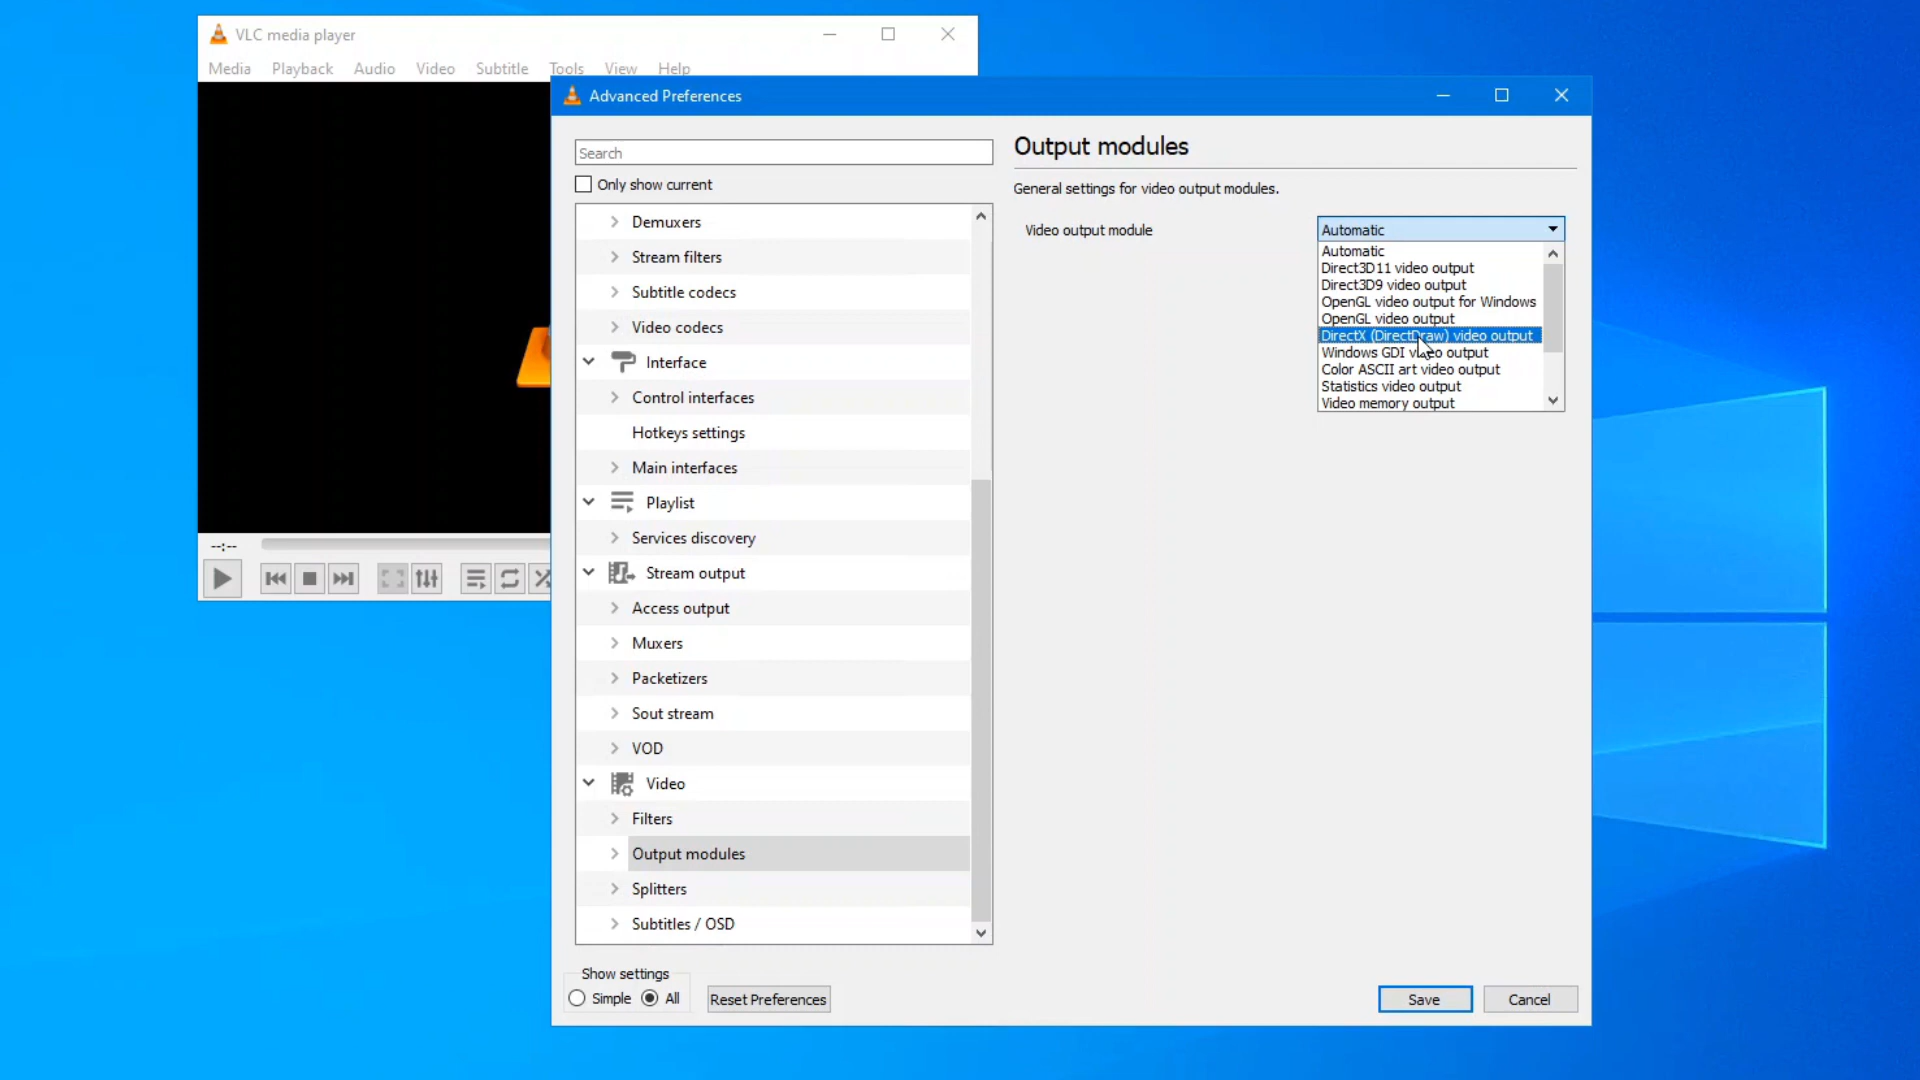 VLC media player
Media Playback Audio Video Subtitle Tools View Help
Advanced Preferences
Search
Only show current
Demuxers
Stream filters
Subtitle codecs
Video codecs
Interface
Control interfaces
Hotkeys settings
Main interfaces
Playlist
Services discovery
Stream output
Access output
Muxers
Packetizers
Sout stream
VOD
Video
Filters
Output modules
Splitters
Subtitles / OSD
Output modules
General settings for video output modules.
Video output module
Automatic
Automatic
Direct3D11 video output
Direct3D9 video output
OpenGL video output for Windows
OpenGL video output
DirectX (DirectDraw) video output
Windows GDI video output
Color ASCII art video output
Statistics video output
Video memory output
--:--
Show settings
Simple All
Reset Preferences
Save
Cancel